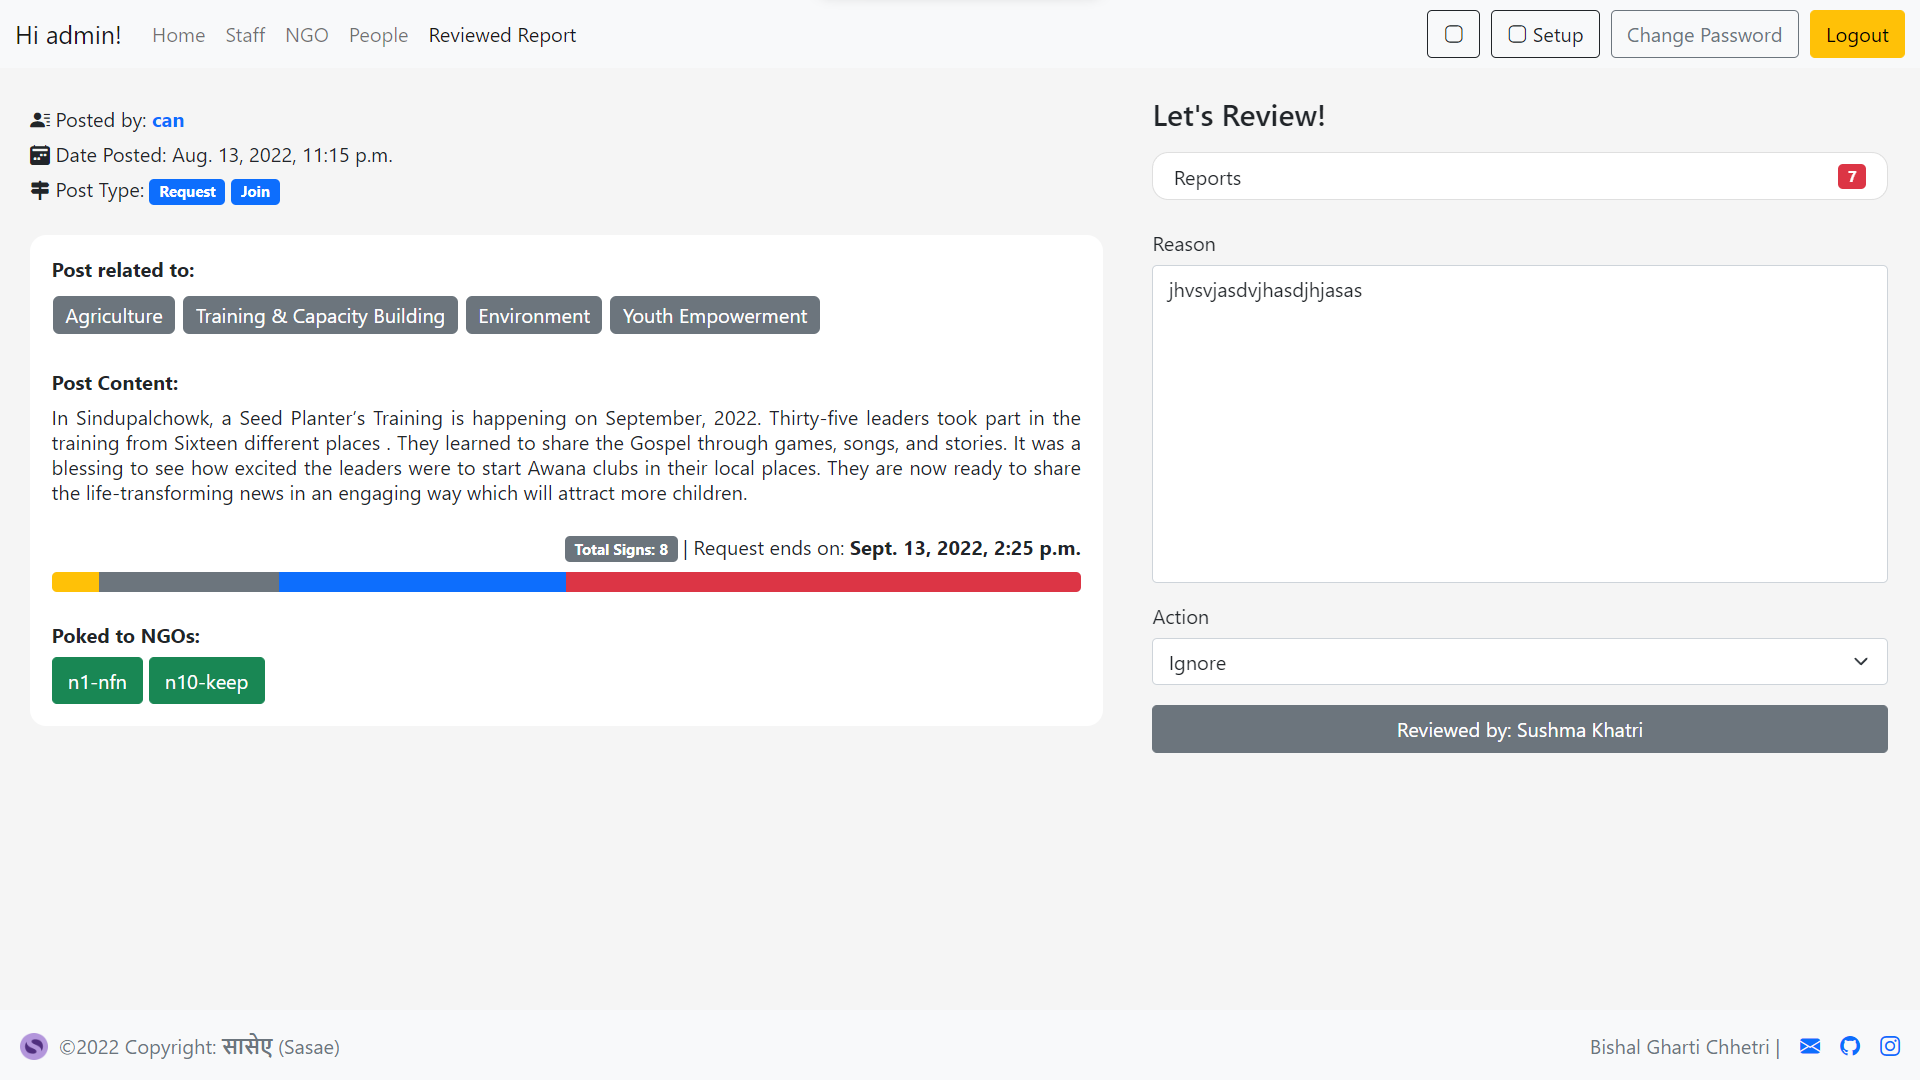 Hi admin! Home Staff NGO People Reviewed Report Setup Change Password Logout
Posted by: can
Date Posted: Aug. 13, 2022, 11:15 p.m.
Post Type: Request Join
Post related to:
Agriculture Training & Capacity Building Environment Youth Empowerment
Post Content:
In Sindupalchowk, a Seed Planter’s Training is happening on September, 2022. Thirty-five leaders took part in the
training from Sixteen different places . They learned to share the Gospel through games, songs, and stories. It was a
blessing to see how excited the leaders were to start Awana clubs in their local places. They are now ready to share
the life-transforming news in an engaging way which will attract more children.
Total Signs: 8 | Request ends on: Sept. 13, 2022, 2:25 p.m.
Poked to NGOs:
n1-nfn n10-keep
Let's Review!
Reports 7
Reason
jhvsvjasdvjhasdjhjasas
Action
Ignore
Reviewed by: Sushma Khatri
©2022 Copyright: सासेए (Sasae)
Bishal Gharti Chhetri |